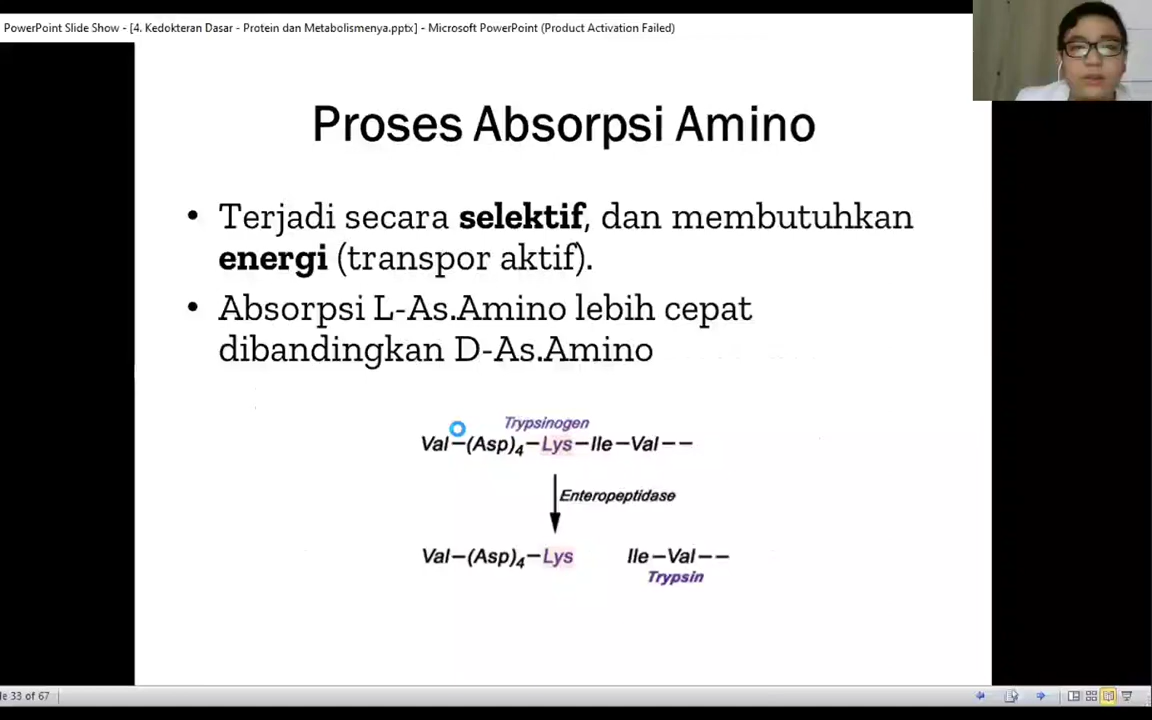 PowerPoint Slide Show - [4. Kedokteran Dasar - Protein dan Metabolismenya.pptx] - Microsoft PowerPoint (Product Activation Failed)
Proses Absorpsi Amino
• Terjadi secara selektif, dan membutuhkan
energi (transpor aktif).
• Absorpsi L-As.Amino lebih cepat
dibandingkan D-As.Amino
Trypsinogen
Val–(Asp)4–Lys–Ile–Val––
Enteropeptidase
Val–(Asp)4–Lys Ile–Val––
Trypsin
le 33 of 67